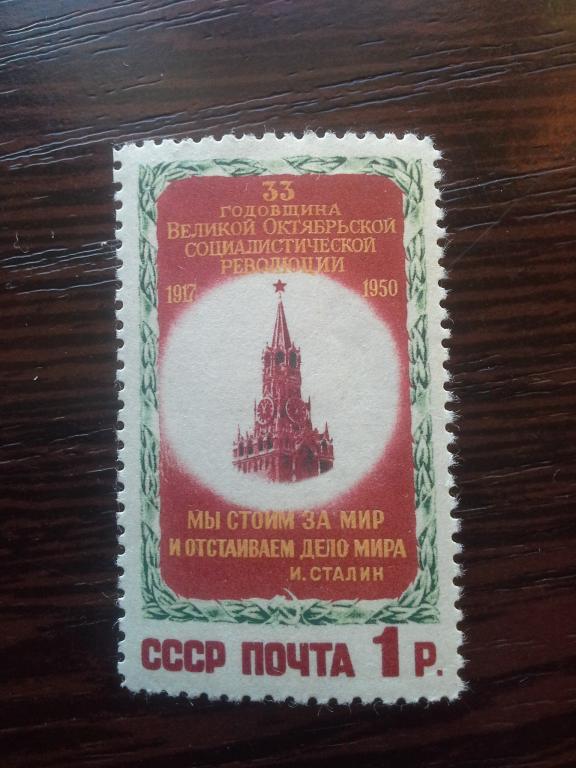 33
ГОДОВЩИНА
ВЕЛИКОЙ ОКТЯБРЬСКОЙ
СОЦИАЛИСТИЧЕСКОЙ
РЕВОЛЮЦИИ
1917 1950
МЫ СТОИМ ЗА МИР
И ОТСТАИВАЕМ ДЕЛО МИРА
И. СТАЛИН
СССР ПОЧТА 1 Р.